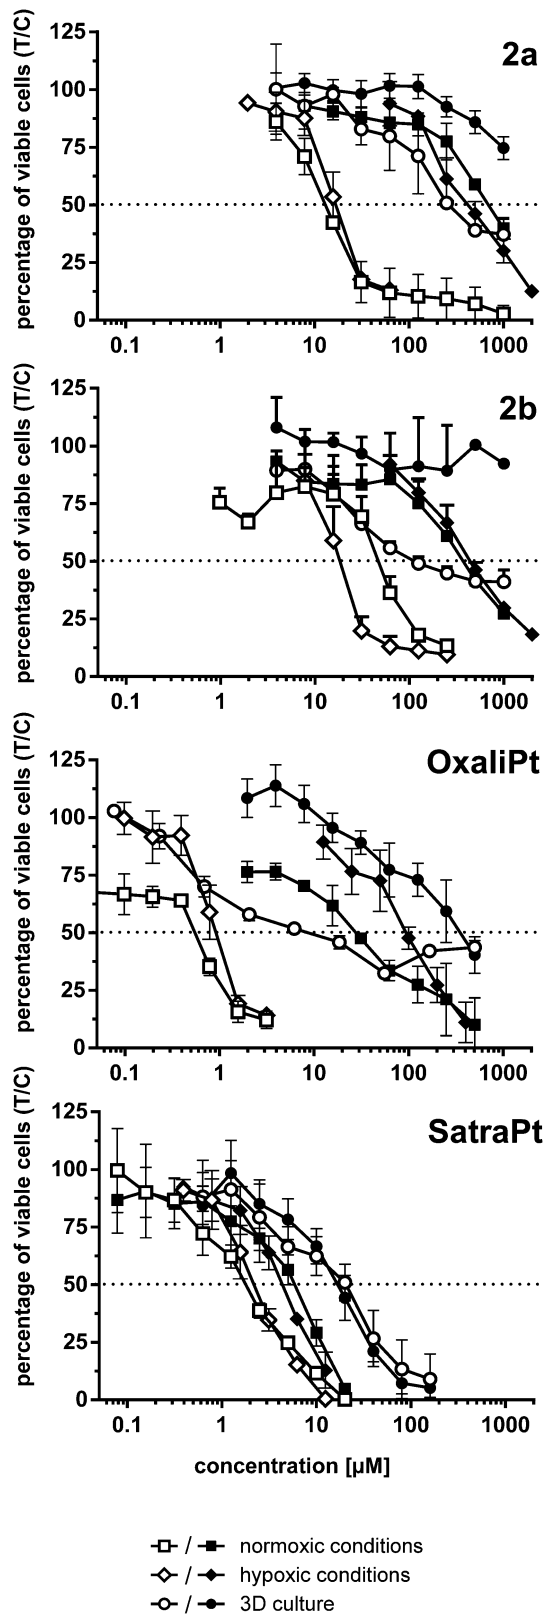 2a
percentage of viable cells (T/C)
125
100
75
50
25
0
0.1 1 10 100 1000
2b
percentage of viable cells (T/C)
125
100
75
50
25
0
0.1 1 10 100 1000
OxaliPt
percentage of viable cells (T/C)
125
100
75
50
25
0
0.1 1 10 100 1000
SatraPt
percentage of viable cells (T/C)
125
100
75
50
25
0
0.1 1 10 100 1000
concentration [µM]
/ normoxic conditions
/ hypoxic conditions
/ 3D culture